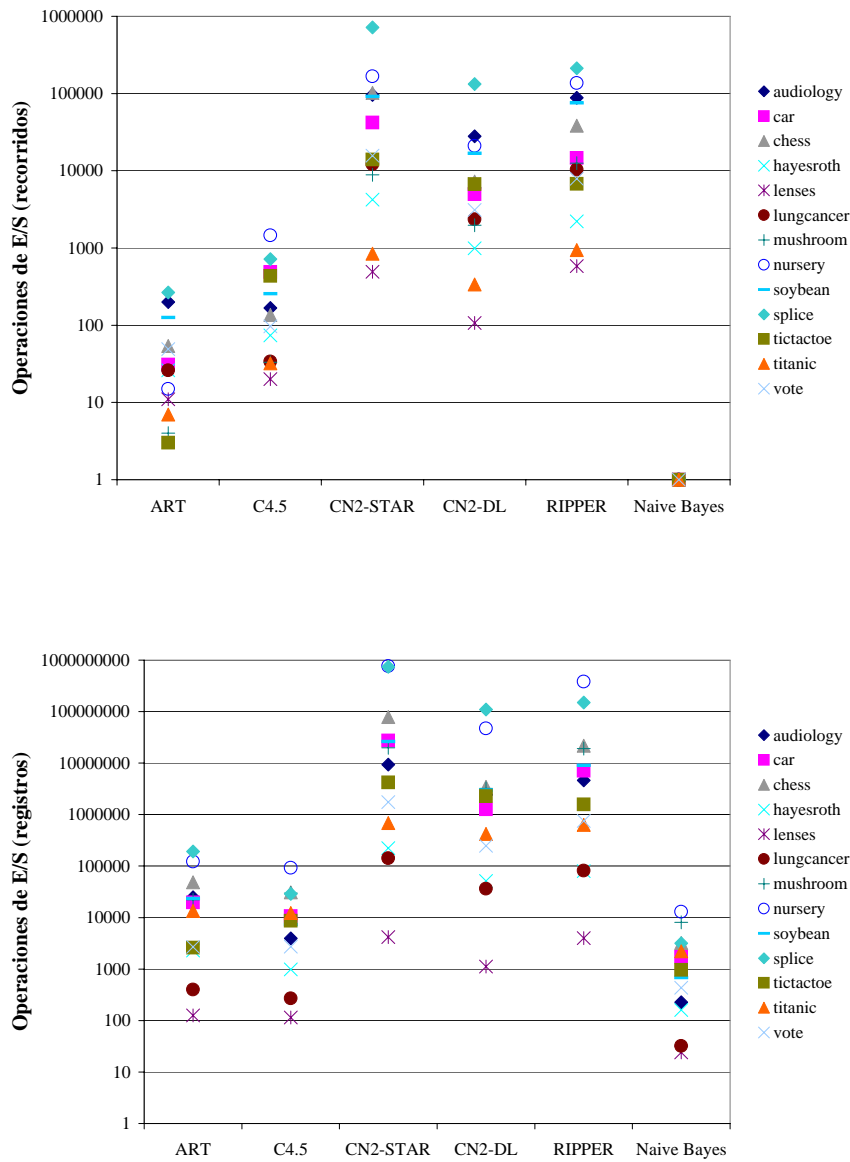 Operaciones de E/S (recorridos)
1000000
100000
10000
1000
100
10
1
ART
C4.5
CN2-STAR
CN2-DL
RIPPER
Naive Bayes
audiology
car
chess
hayesroth
lenses
lungcancer
mushroom
nursery
soybean
splice
tictactoe
titanic
vote
Operaciones de E/S (registros)
1000000000
100000000
10000000
1000000
100000
10000
1000
100
10
1
ART
C4.5
CN2-STAR
CN2-DL
RIPPER
Naive Bayes
audiology
car
chess
hayesroth
lenses
lungcancer
mushroom
nursery
soybean
splice
tictactoe
titanic
vote